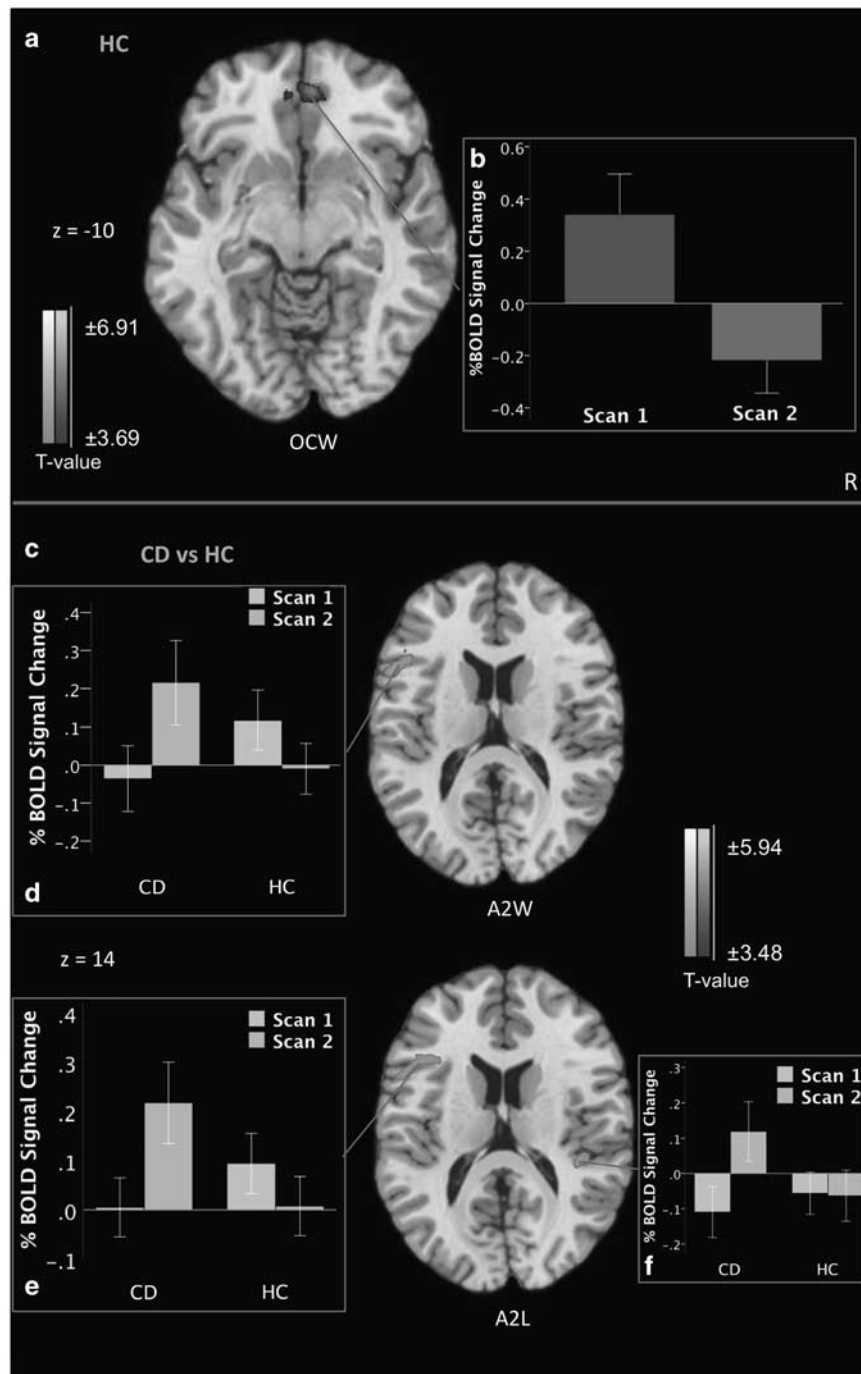 a
HC
b
%BOLD Signal Change
0.6
0.4
0.2
0.0
-0.2
-0.4
Scan 1
Scan 2
z = -10
±6.91
±3.69
T-value
OCW
R
c
CD vs HC
Scan 1
Scan 2
% BOLD Signal Change
.4
.3
.2
.1
.0
-.1
-.2
CD
HC
d
A2W
±5.94
±3.48
T-value
z = 14
Scan 1
Scan 2
% BOLD Signal Change
.4
.3
.2
.1
.0
-.1
CD
HC
e
A2L
Scan 1
Scan 2
% BOLD Signal Change
.3
.2
.1
.0
-.1
-.2
CD
HC
f